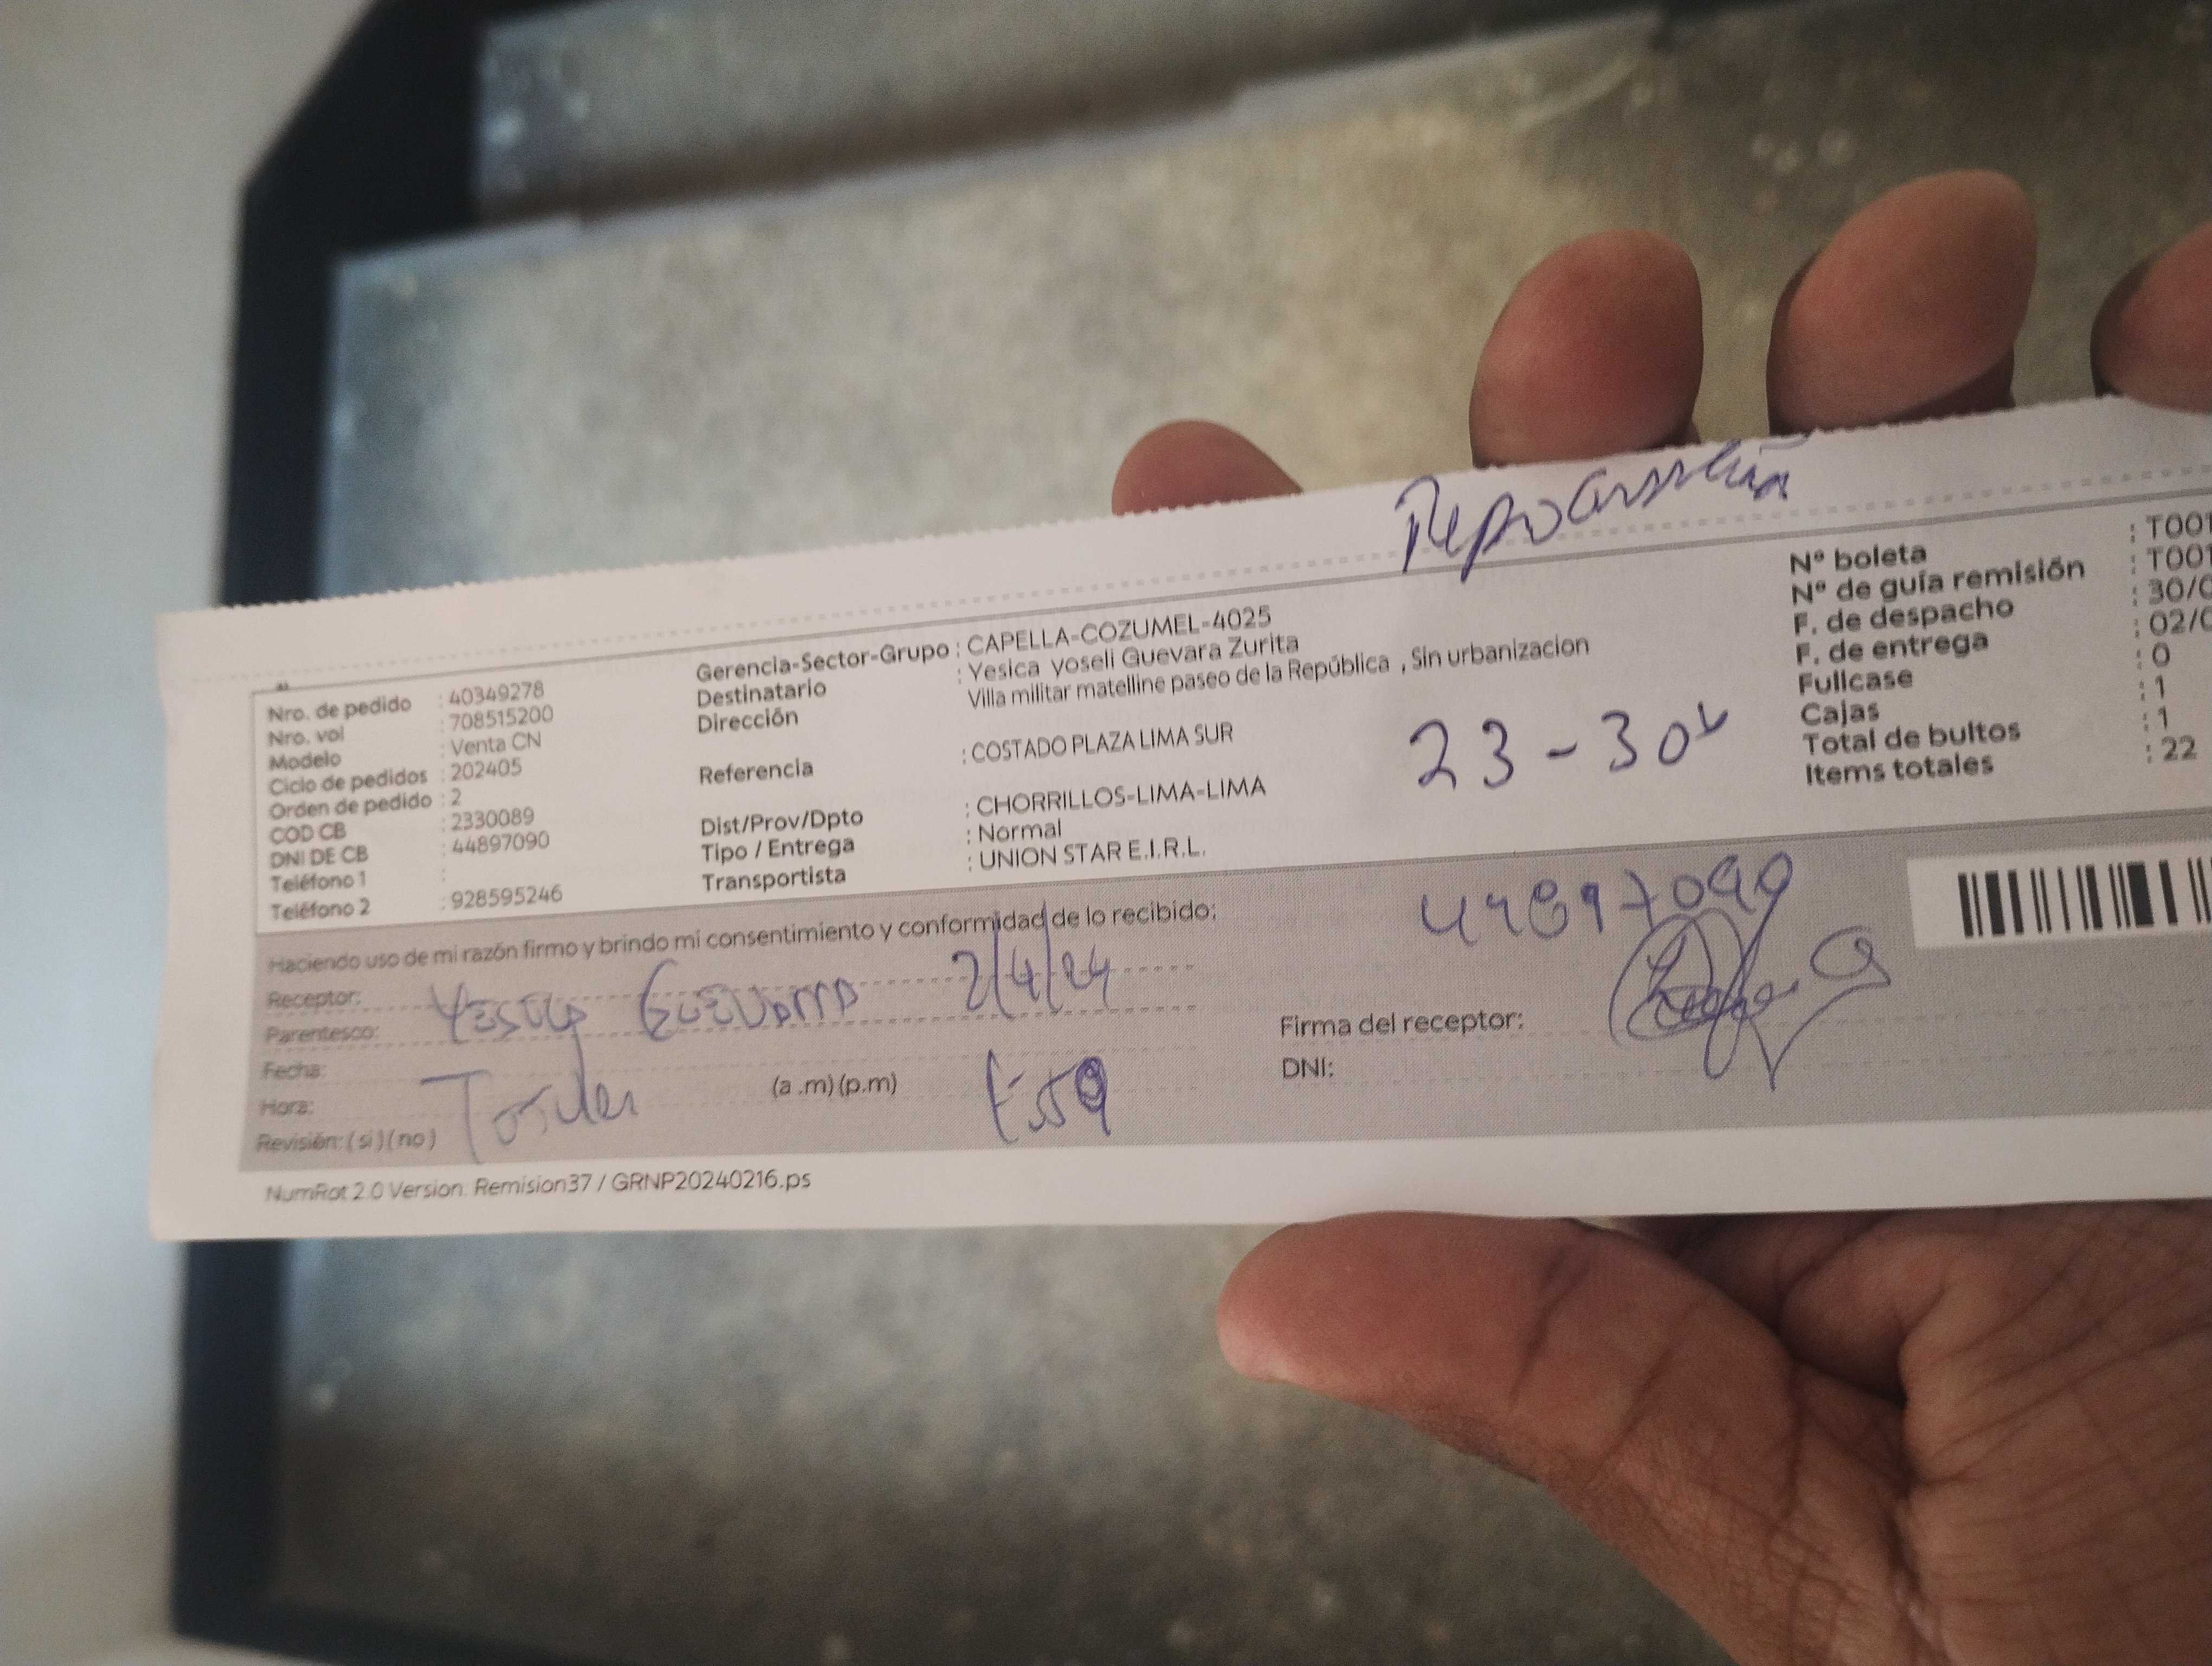 Nro. de pedido : 40349278
Nro. vol : 708515200
Modelo : Venta CN
Ciclo de pedidos : 202405
Orden de pedido : 2
COD CB : 2330089
DNI DE CB : 44897090
Teléfono 1 :
Teléfono 2 : 928595246
Gerencia-Sector-Grupo : CAPELLA-COZUMEL-4025
Destinatario : Yesica yoseli Guevara Zurita
Dirección Villa militar matelline paseo de la República , Sin urbanizacion
Referencia : COSTADO PLAZA LIMA SUR
Dist/Prov/Dpto : CHORRILLOS-LIMA-LIMA
Tipo / Entrega : Normal
Transportista : UNION STAR E.I.R.L.
23-30
N° boleta : T001
N° de guía remisión : T001
F. de despacho : 30/0
F. de entrega : 02/0
Fullcase : 0
Cajas : 1
Total de bultos : 1
Items totales : 22
Haciendo uso de mi razón firmo y brindo mi consentimiento y conformidad de lo recibido:
Receptor: 2/4/24
Parentesco:
Fecha:
Hora: (a .m) (p.m)
Revisión: ( si ) ( no )
44897090
Firma del receptor:
DNI:
NumRot 2.0 Version. Remision37 / GRNP20240216.ps